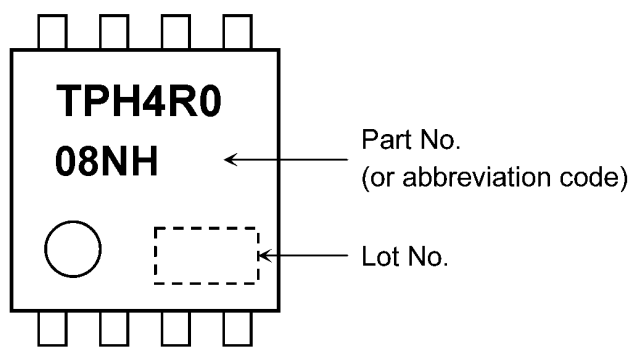 TPH4R0
08NH
Part No.
(or abbreviation code)
Lot No.